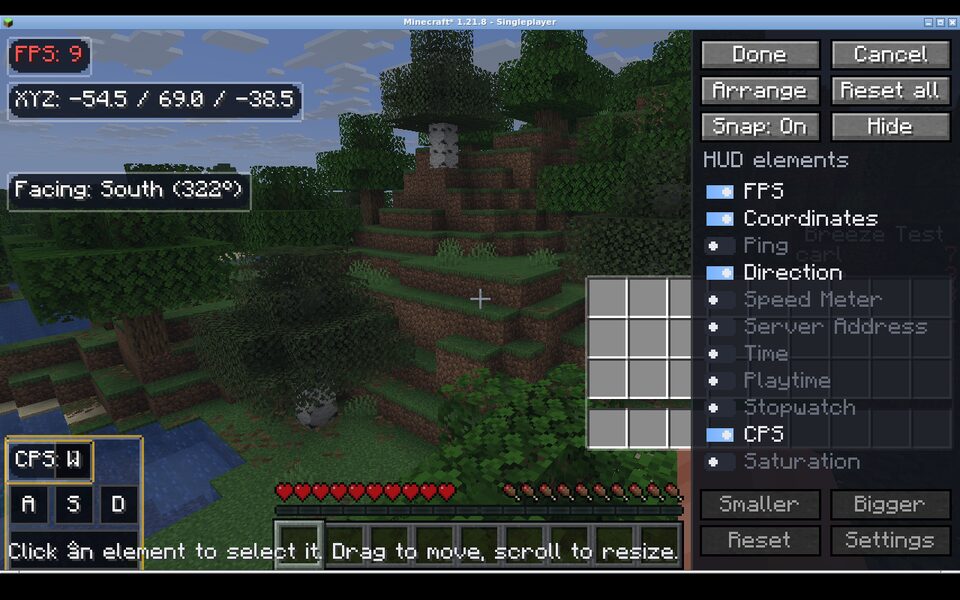 Minecraft* 1.21.8 - Singleplayer
FPS: 9
XYZ: -54.5 / 69.0 / -38.5
Facing: South (322°)
CPS W
A S D
Click an element to select it. Drag to move, scroll to resize.
Done Cancel
Arrange Reset all
Snap: On Hide
HUD elements
FPS
Coordinates
Ping
Breeze Test
carl
Direction
Speed Meter
Server Address
Time
Playtime
Stopwatch
CPS
Saturation
Smaller Bigger
Reset Settings